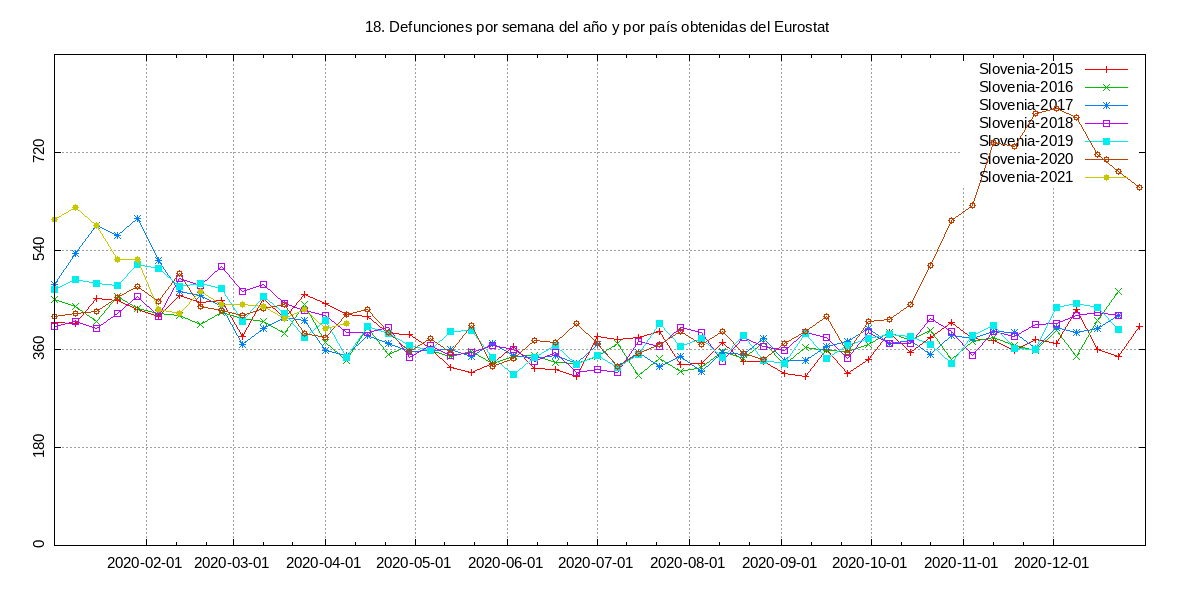 18. Defunciones por semana del año y por país obtenidas del Eurostat
Slovenia-2015
Slovenia-2016
Slovenia-2017
Slovenia-2018
Slovenia-2019
Slovenia-2020
Slovenia-2021
720
540
360
180
0
2020-02-01 2020-03-01 2020-04-01 2020-05-01 2020-06-01 2020-07-01 2020-08-01 2020-09-01 2020-10-01 2020-11-01 2020-12-01